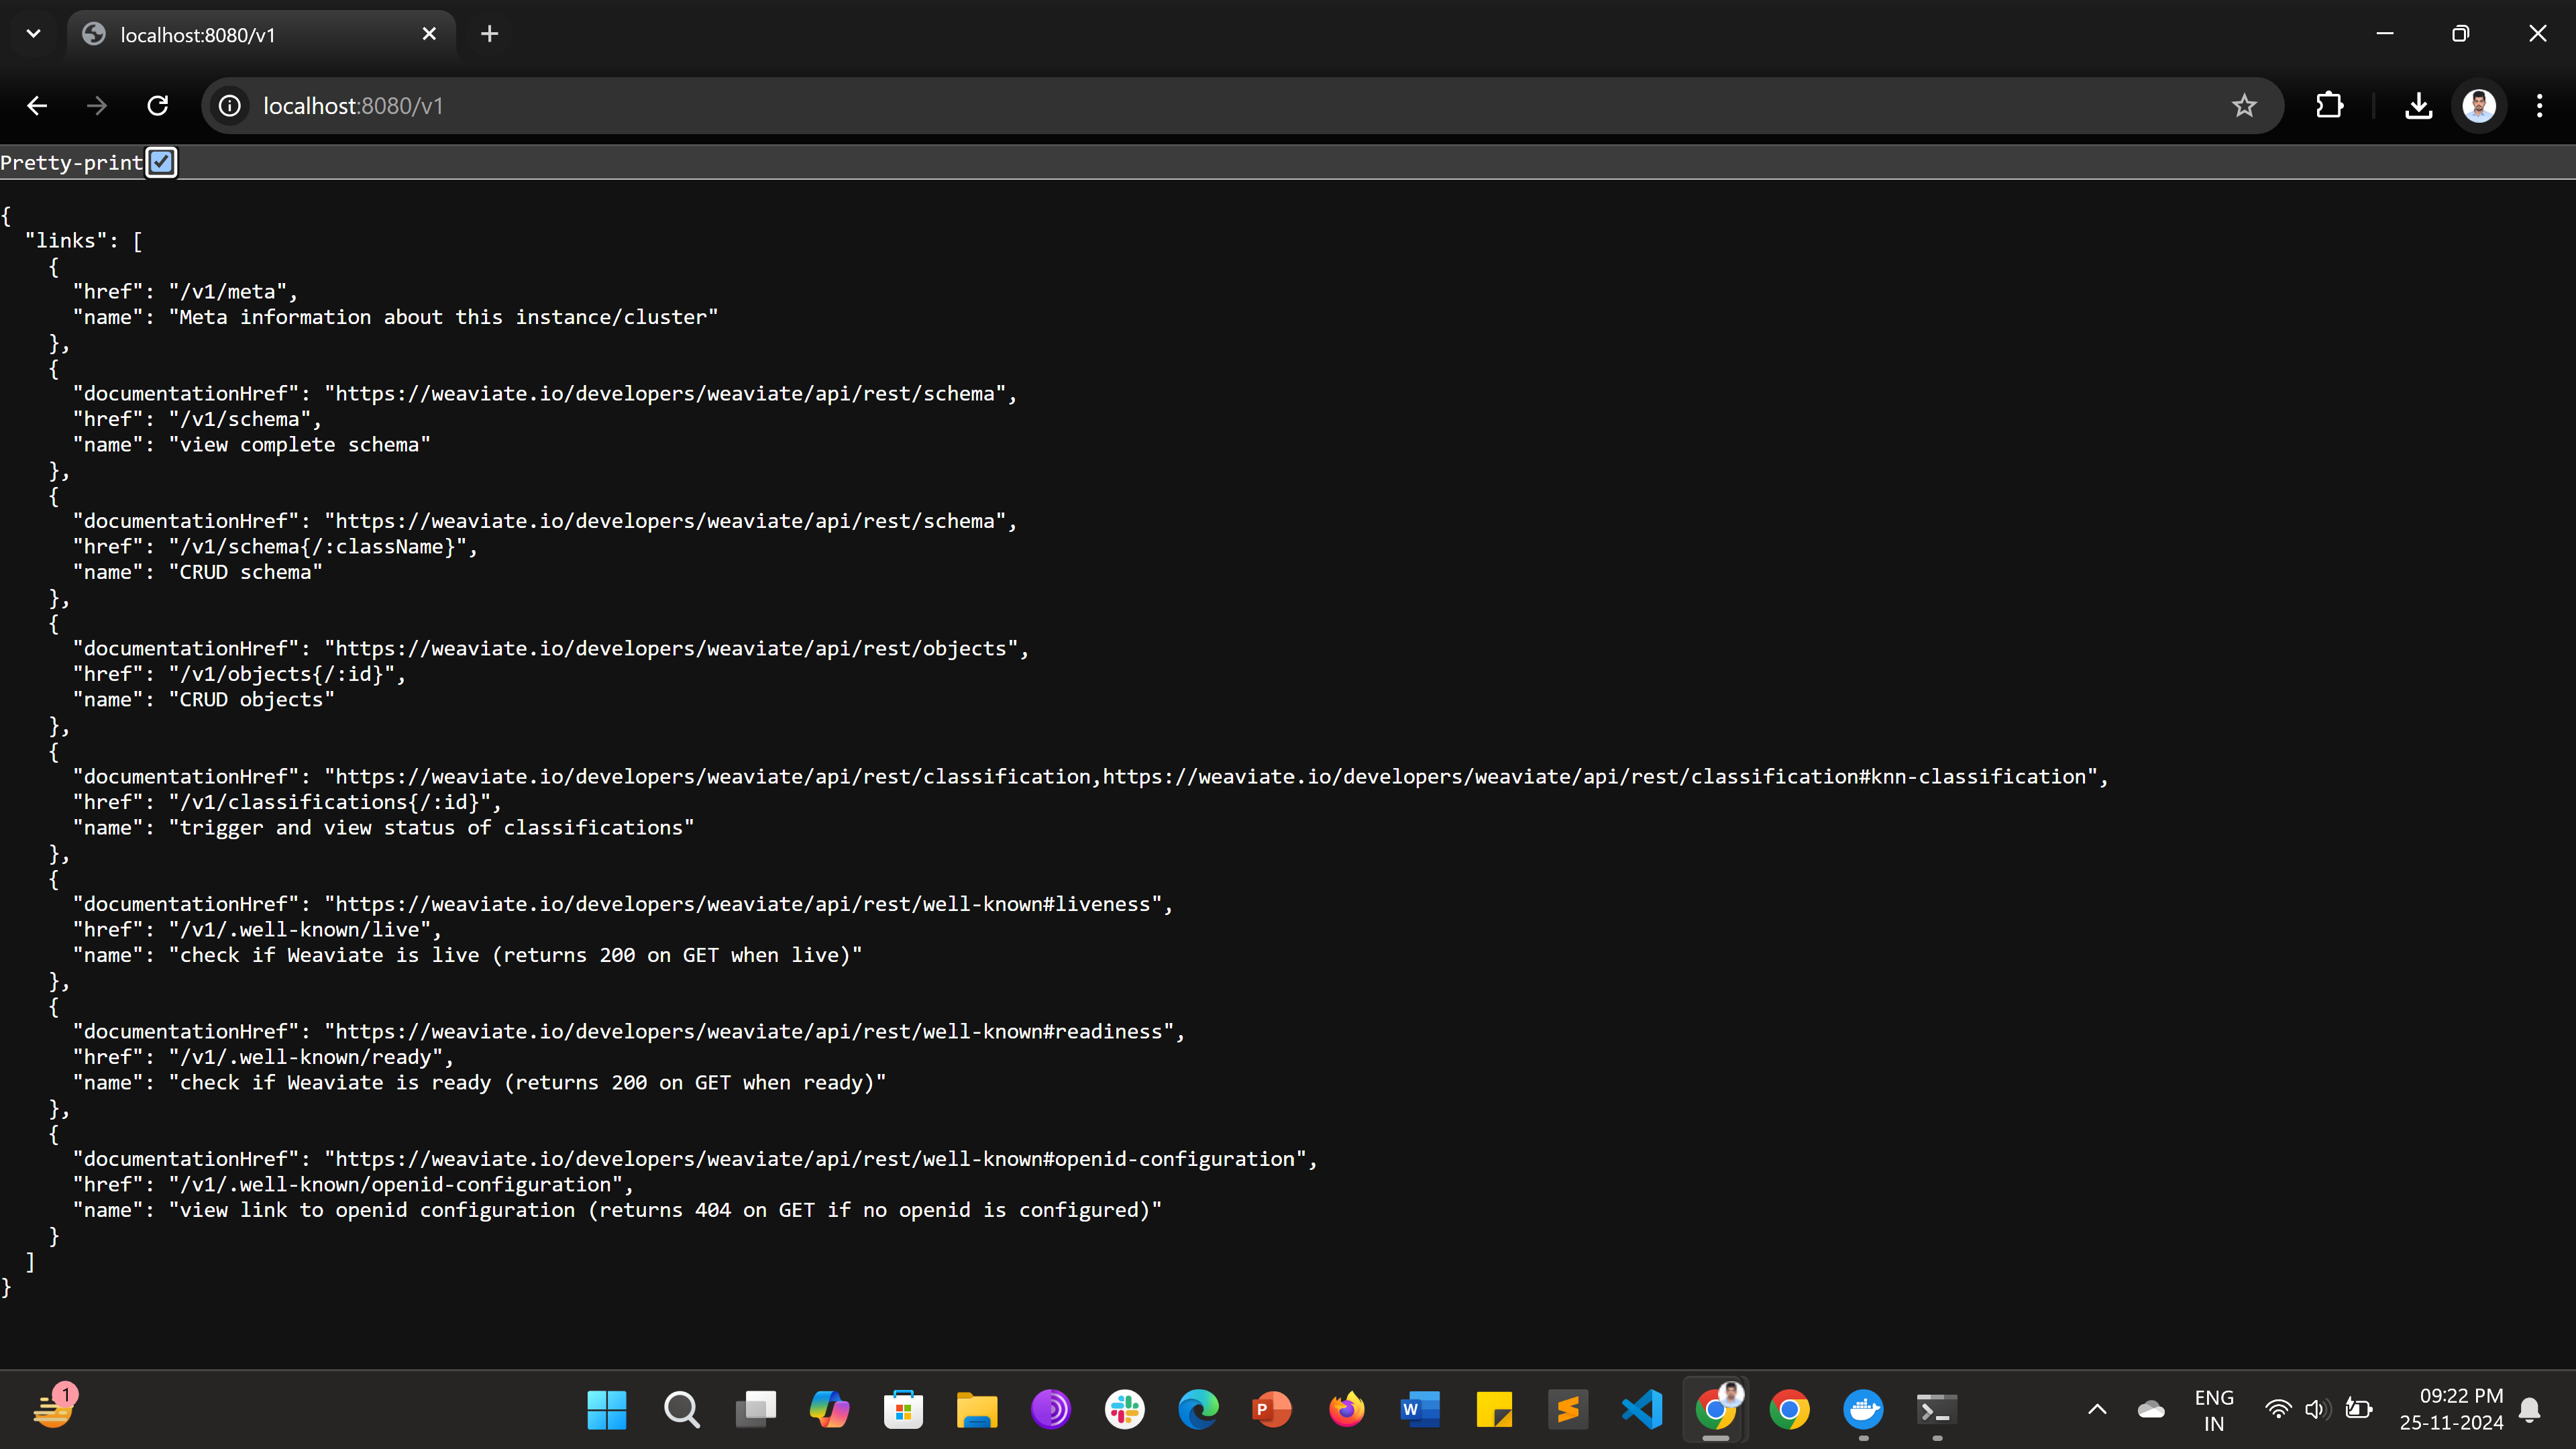 localhost:8080/v1
localhost:8080/v1
Pretty-print
{
  "links": [
    {
      "href": "/v1/meta",
      "name": "Meta information about this instance/cluster"
    },
    {
      "documentationHref": "https://weaviate.io/developers/weaviate/api/rest/schema",
      "href": "/v1/schema",
      "name": "view complete schema"
    },
    {
      "documentationHref": "https://weaviate.io/developers/weaviate/api/rest/schema",
      "href": "/v1/schema{/:className}",
      "name": "CRUD schema"
    },
    {
      "documentationHref": "https://weaviate.io/developers/weaviate/api/rest/objects",
      "href": "/v1/objects{/:id}",
      "name": "CRUD objects"
    },
    {
      "documentationHref": "https://weaviate.io/developers/weaviate/api/rest/classification,https://weaviate.io/developers/weaviate/api/rest/classification#knn-classification",
      "href": "/v1/classifications{/:id}",
      "name": "trigger and view status of classifications"
    },
    {
      "documentationHref": "https://weaviate.io/developers/weaviate/api/rest/well-known#liveness",
      "href": "/v1/.well-known/live",
      "name": "check if Weaviate is live (returns 200 on GET when live)"
    },
    {
      "documentationHref": "https://weaviate.io/developers/weaviate/api/rest/well-known#readiness",
      "href": "/v1/.well-known/ready",
      "name": "check if Weaviate is ready (returns 200 on GET when ready)"
    },
    {
      "documentationHref": "https://weaviate.io/developers/weaviate/api/rest/well-known#openid-configuration",
      "href": "/v1/.well-known/openid-configuration",
      "name": "view link to openid configuration (returns 404 on GET if no openid is configured)"
    }
  ]
}
1
P
W
ENG
IN
09:22 PM
25-11-2024